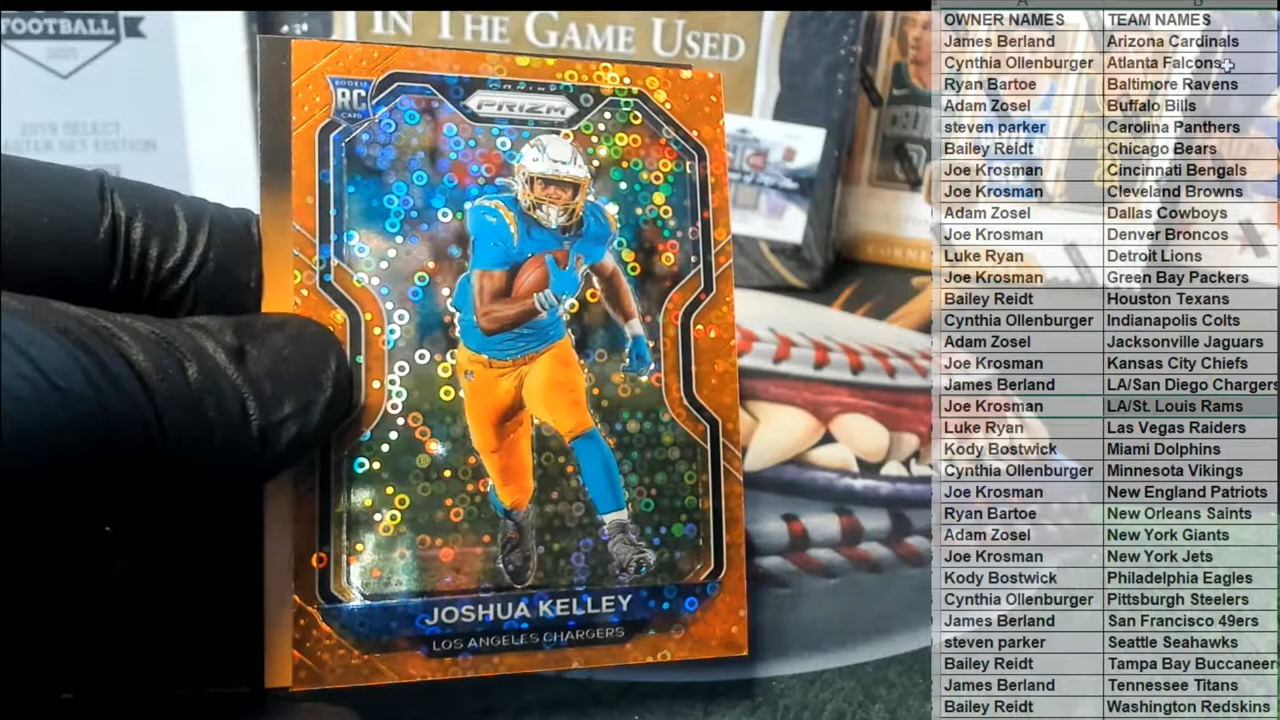 FOOTBALL
2019 SELECT
IN THE GAME USED
ROOKIE
RC
CARD
PANINI
PRIZM
JOSHUA KELLEY
LOS ANGELES CHARGERS
A B
OWNER NAMES TEAM NAMES
James Berland Arizona Cardinals
Cynthia Ollenburger Atlanta Falcons
Ryan Bartoe Baltimore Ravens
Adam Zosel Buffalo Bills
steven parker Carolina Panthers
Bailey Reidt Chicago Bears
Joe Krosman Cincinnati Bengals
Joe Krosman Cleveland Browns
Adam Zosel Dallas Cowboys
Joe Krosman Denver Broncos
Luke Ryan Detroit Lions
Joe Krosman Green Bay Packers
Bailey Reidt Houston Texans
Cynthia Ollenburger Indianapolis Colts
Adam Zosel Jacksonville Jaguars
Joe Krosman Kansas City Chiefs
James Berland LA/San Diego Chargers
Joe Krosman LA/St. Louis Rams
Luke Ryan Las Vegas Raiders
Kody Bostwick Miami Dolphins
Cynthia Ollenburger Minnesota Vikings
Joe Krosman New England Patriots
Ryan Bartoe New Orleans Saints
Adam Zosel New York Giants
Joe Krosman New York Jets
Kody Bostwick Philadelphia Eagles
Cynthia Ollenburger Pittsburgh Steelers
James Berland San Francisco 49ers
steven parker Seattle Seahawks
Bailey Reidt Tampa Bay Buccaneer
James Berland Tennessee Titans
Bailey Reidt Washington Redskins